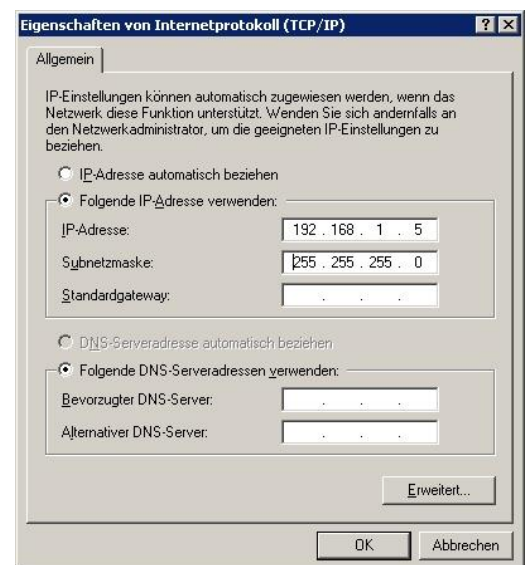 Eigenschaften von Internetprotokoll (TCP/IP)
Allgemein
IP-Einstellungen können automatisch zugewiesen werden, wenn das
Netzwerk diese Funktion unterstützt. Wenden Sie sich andernfalls an
den Netzwerkadministrator, um die geeigneten IP-Einstellungen zu
beziehen.
IP-Adresse automatisch beziehen
Folgende IP-Adresse verwenden:
IP-Adresse: 192 . 168 . 1 . 5
Subnetzmaske: 255 . 255 . 255 . 0
Standardgateway: . . .
DNS-Serveradresse automatisch beziehen
Folgende DNS-Serveradressen verwenden:
Bevorzugter DNS-Server: . . .
Alternativer DNS-Server: . . .
Erweitert...
OK Abbrechen